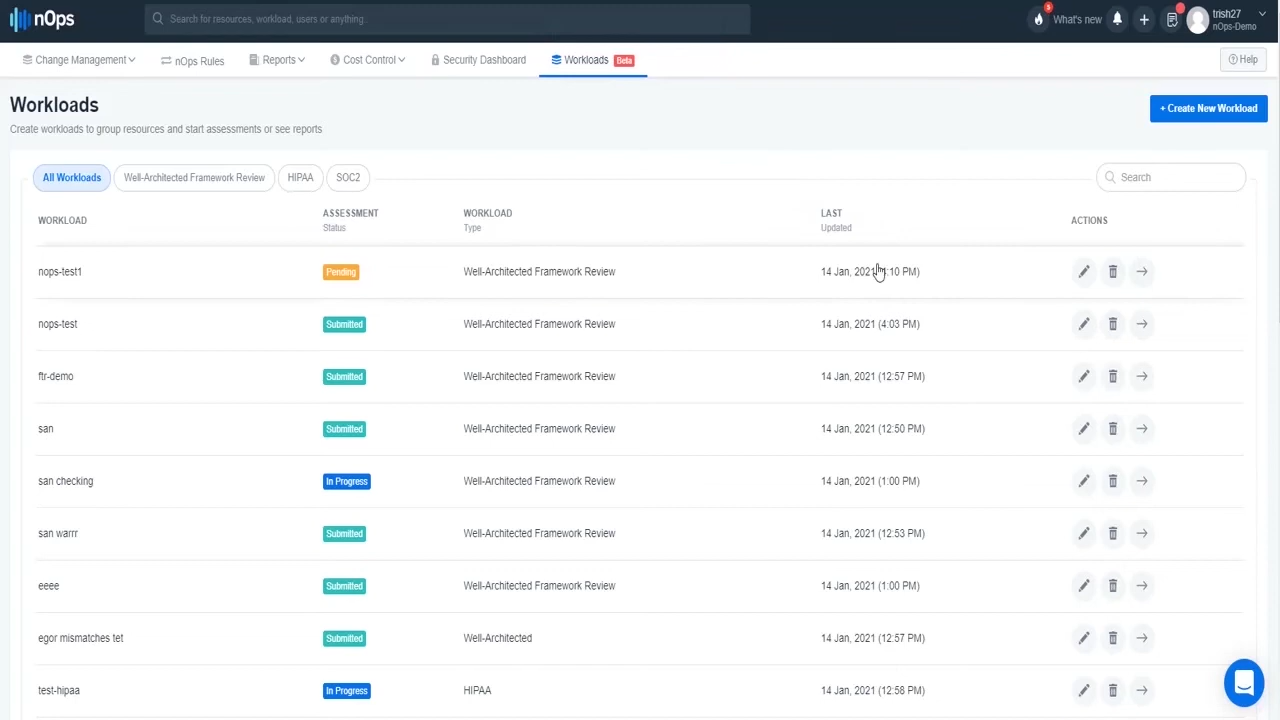 nOps
Search for resources, workload, users or anything..
3
What's new
trish27
nOps-Demo
Change Management
nOps Rules
Reports
Cost Control
Security Dashboard
Workloads Beta
Help
Workloads
Create workloads to group resources and start assessments or see reports
+ Create New Workload
All Workloads
Well-Architected Framework Review
HIPAA
SOC2
Search
WORKLOAD
ASSESSMENT
Status
WORKLOAD
Type
LAST
Updated
ACTIONS
nops-test1 Pending Well-Architected Framework Review 14 Jan, 2021 :10 PM)
nops-test Submitted Well-Architected Framework Review 14 Jan, 2021 (4:03 PM)
ftr-demo Submitted Well-Architected Framework Review 14 Jan, 2021 (12:57 PM)
san Submitted Well-Architected Framework Review 14 Jan, 2021 (12:50 PM)
san checking In Progress Well-Architected Framework Review 14 Jan, 2021 (1:00 PM)
san warrr Submitted Well-Architected Framework Review 14 Jan, 2021 (12:53 PM)
eeee Submitted Well-Architected Framework Review 14 Jan, 2021 (1:00 PM)
egor mismatches tet Submitted Well-Architected 14 Jan, 2021 (12:57 PM)
test-hipaa In Progress HIPAA 14 Jan, 2021 (12:58 PM)